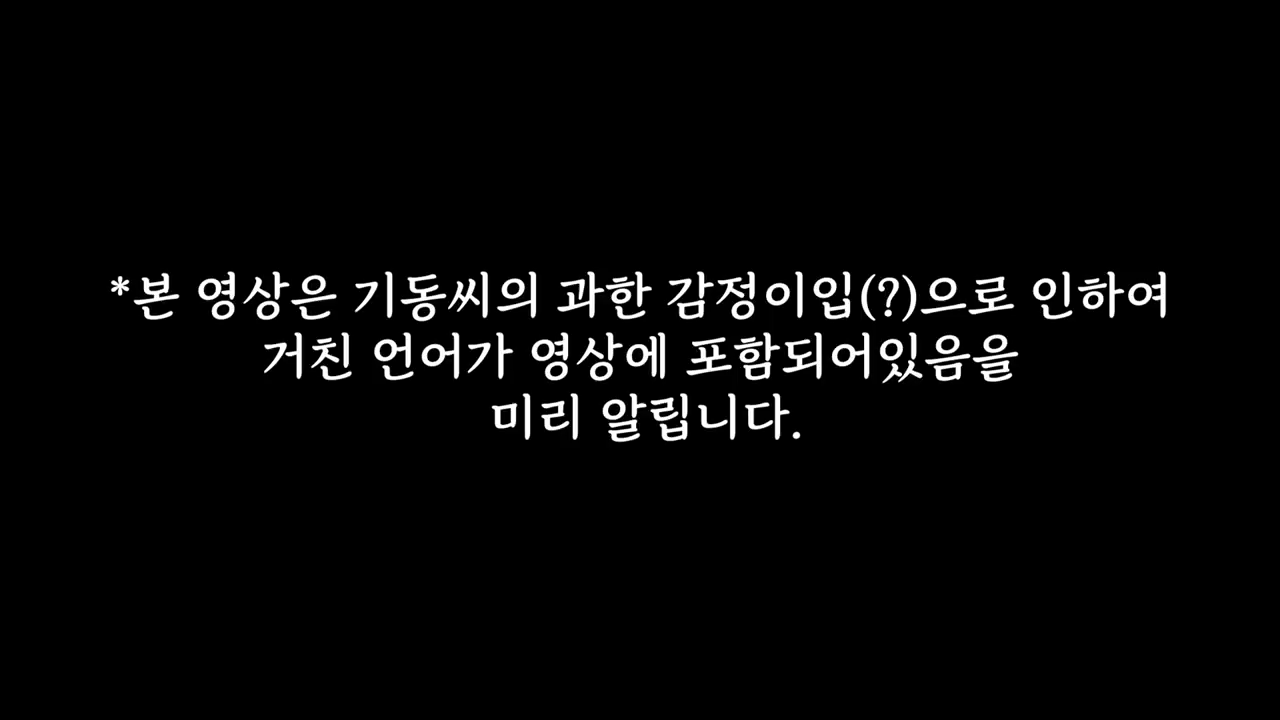 *본 영상은 기동씨의 과한 감정이입(?)으로 인하여
거친 언어가 영상에 포함되어있음을
미리 알립니다.